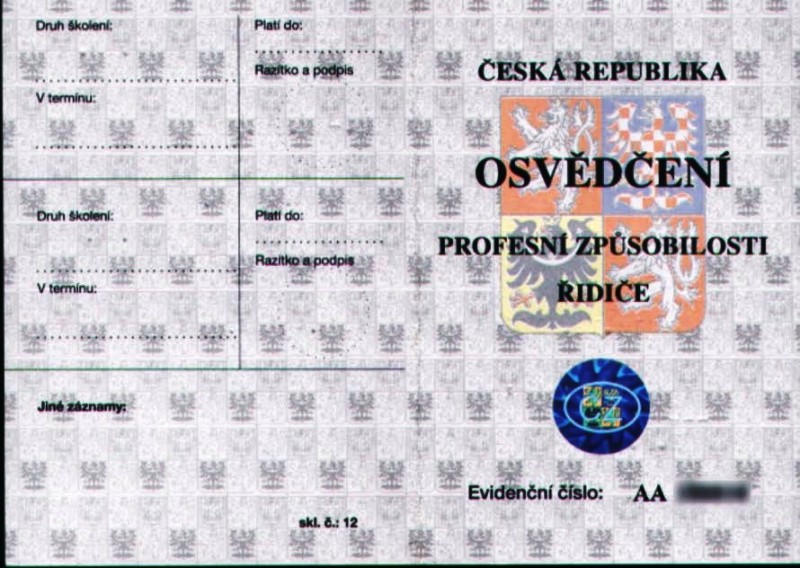 Druh školení:
Platí do:
Razítko a podpis
V termínu:
Druh školení:
Platí do:
Razítko a podpis
V termínu:
Jiné záznamy:
skl. č.: 12
ČESKÁ REPUBLIKA
OSVĚDČENÍ
PROFESNÍ ZPŮSOBILOSTI
ŘIDIČE
CZ
Evidenční číslo: AA